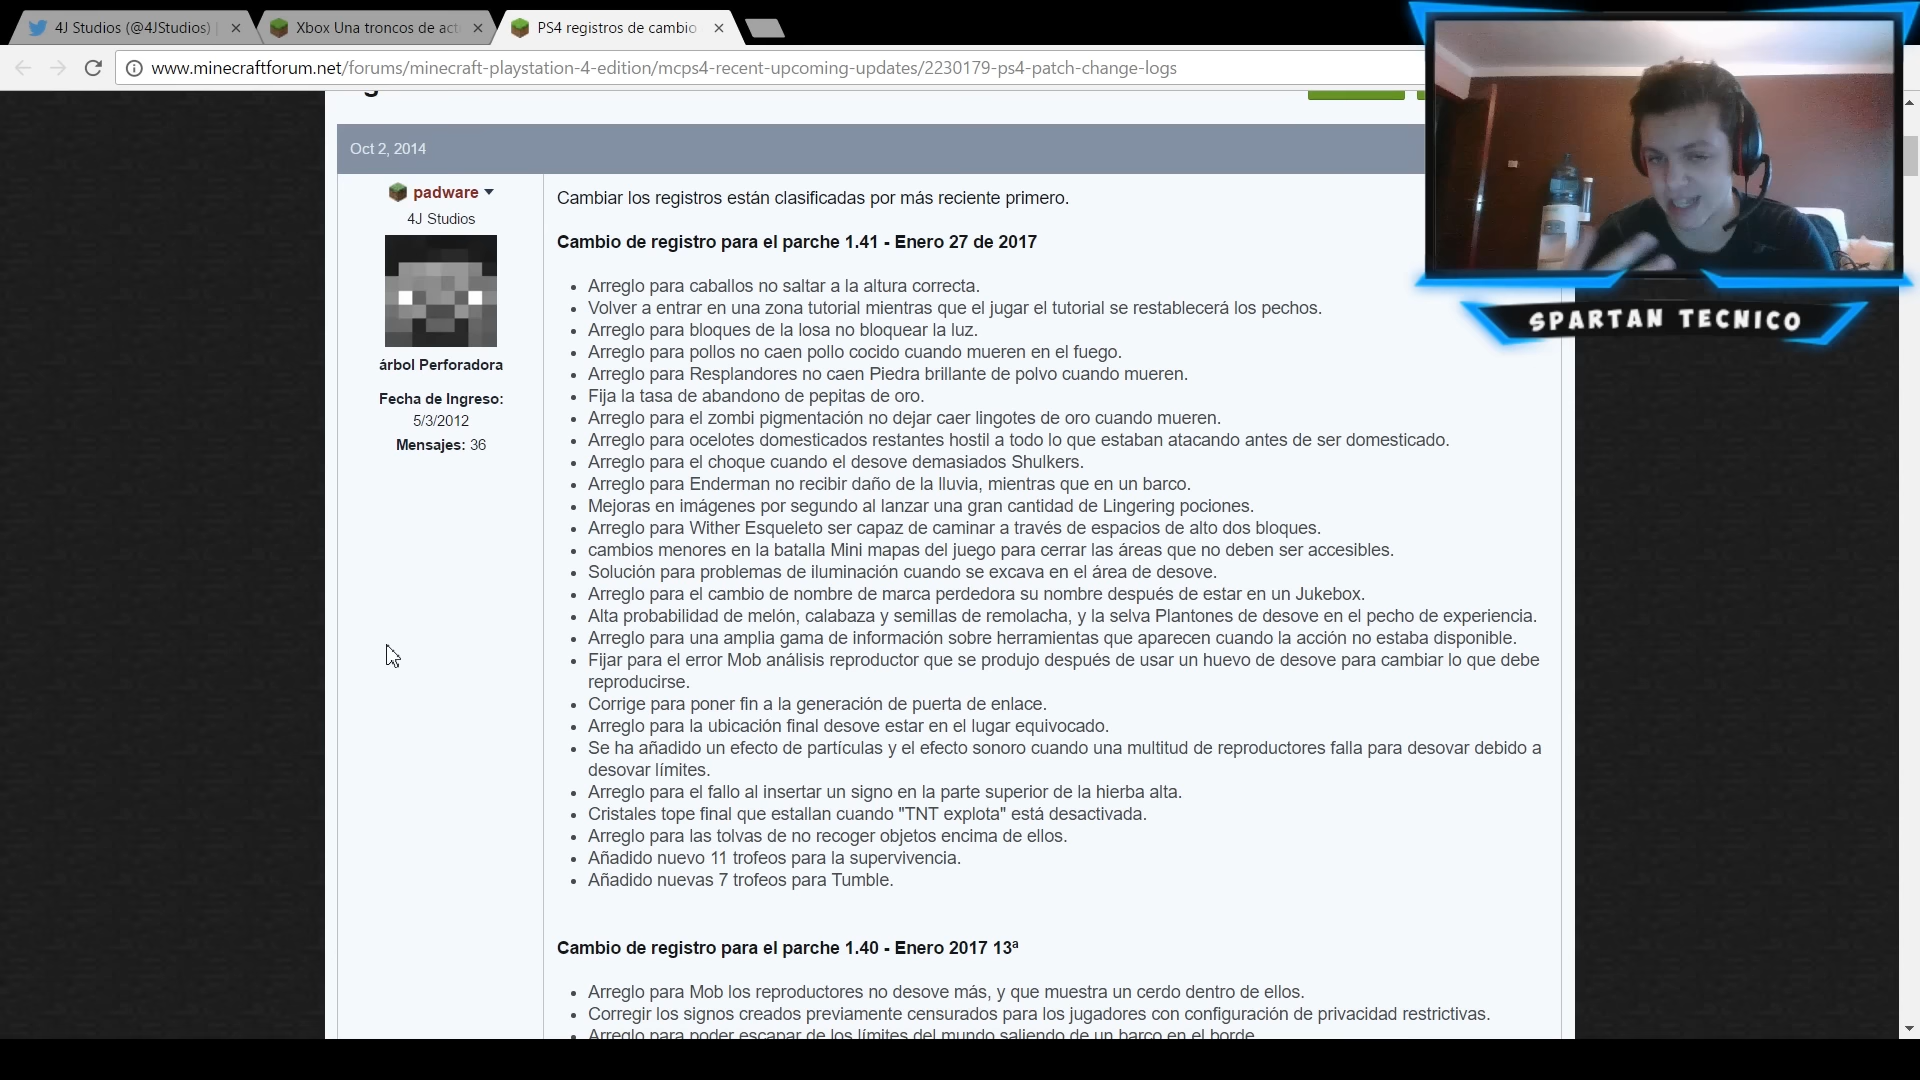 4J Studios (@4JStudios) |
Xbox Una troncos de act
PS4 registros de cambio
www.minecraftforum.net/forums/minecraft-playstation-4-edition/mcps4-recent-upcoming-updates/2230179-ps4-patch-change-logs
SPARTAN TECNICO
Oct 2, 2014
padware
4J Studios
árbol Perforadora
Fecha de Ingreso:
5/3/2012
Mensajes: 36
Cambiar los registros están clasificadas por más reciente primero.
Cambio de registro para el parche 1.41 - Enero 27 de 2017
Arreglo para caballos no saltar a la altura correcta.
Volver a entrar en una zona tutorial mientras que el jugar el tutorial se restablecerá los pechos.
Arreglo para bloques de la losa no bloquear la luz.
Arreglo para pollos no caen pollo cocido cuando mueren en el fuego.
Arreglo para Resplandores no caen Piedra brillante de polvo cuando mueren.
Fija la tasa de abandono de pepitas de oro.
Arreglo para el zombi pigmentación no dejar caer lingotes de oro cuando mueren.
Arreglo para ocelotes domesticados restantes hostil a todo lo que estaban atacando antes de ser domesticado.
Arreglo para el choque cuando el desove demasiados Shulkers.
Arreglo para Enderman no recibir daño de la lluvia, mientras que en un barco.
Mejoras en imágenes por segundo al lanzar una gran cantidad de Lingering pociones.
Arreglo para Wither Esqueleto ser capaz de caminar a través de espacios de alto dos bloques.
cambios menores en la batalla Mini mapas del juego para cerrar las áreas que no deben ser accesibles.
Solución para problemas de iluminación cuando se excava en el área de desove.
Arreglo para el cambio de nombre de marca perdedora su nombre después de estar en un Jukebox.
Alta probabilidad de melón, calabaza y semillas de remolacha, y la selva Plantones de desove en el pecho de experiencia.
Arreglo para una amplia gama de información sobre herramientas que aparecen cuando la acción no estaba disponible.
Fijar para el error Mob análisis reproductor que se produjo después de usar un huevo de desove para cambiar lo que debe
reproducirse.
Corrige para poner fin a la generación de puerta de enlace.
Arreglo para la ubicación final desove estar en el lugar equivocado.
Se ha añadido un efecto de partículas y el efecto sonoro cuando una multitud de reproductores falla para desovar debido a
desovar límites.
Arreglo para el fallo al insertar un signo en la parte superior de la hierba alta.
Cristales tope final que estallan cuando "TNT explota" está desactivada.
Arreglo para las tolvas de no recoger objetos encima de ellos.
Añadido nuevo 11 trofeos para la supervivencia.
Añadido nuevas 7 trofeos para Tumble.
Cambio de registro para el parche 1.40 - Enero 2017 13ª
Arreglo para Mob los reproductores no desove más, y que muestra un cerdo dentro de ellos.
Corregir los signos creados previamente censurados para los jugadores con configuración de privacidad restrictivas.
Arreglo para poder escapar de los límites del mundo saliendo de un barco en el borde.